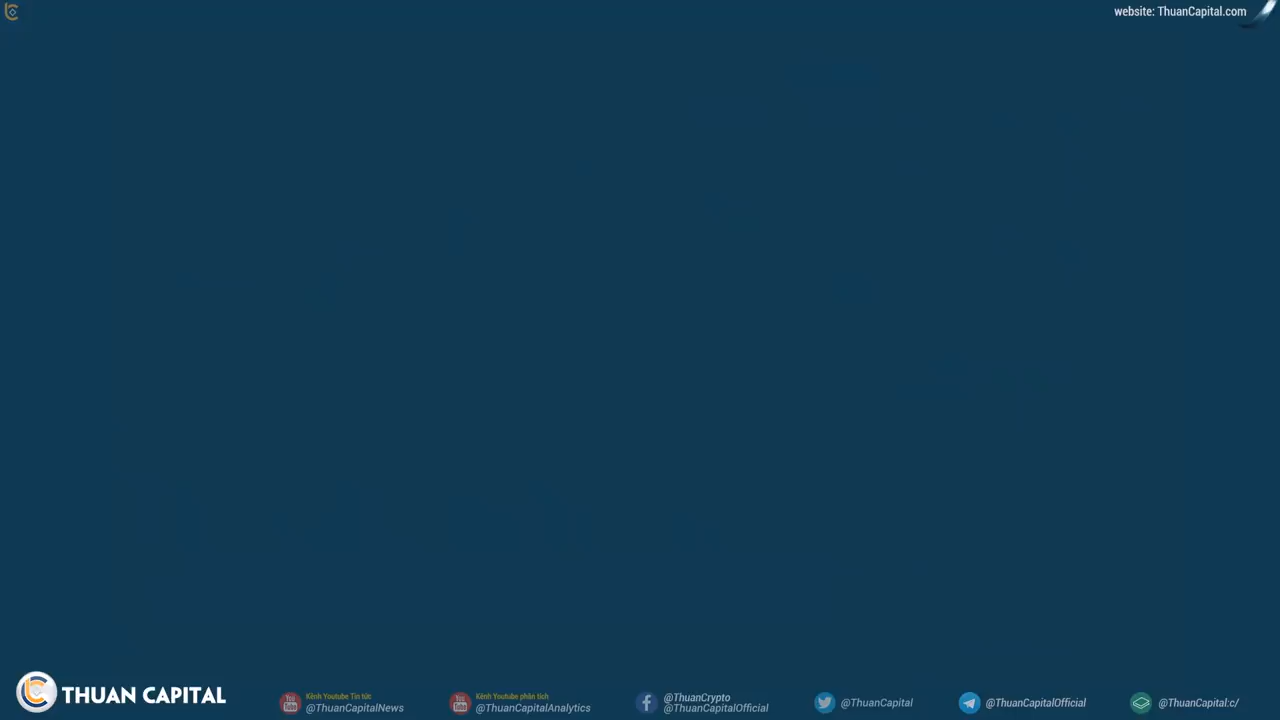 website: ThuanCapital.com
THUAN CAPITAL
Kênh Youtube Tin tức
@ThuanCapitalNews
Kênh Youtube phân tích
@ThuanCapitalAnalytics
@ThuanCrypto
@ThuanCapitalOfficial
@ThuanCapital
@ThuanCapitalOfficial
@ThuanCapital:c/